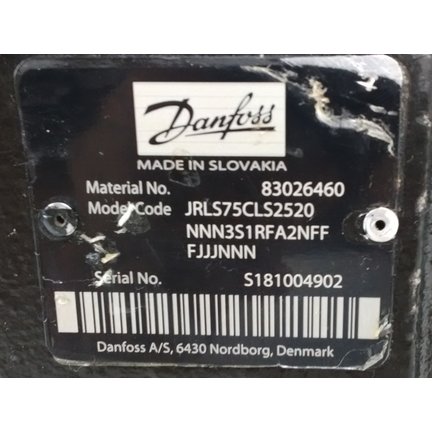 Danfoss
MADE IN SLOVAKIA
Material No. 83026460
Model Code JRLS75CLS2520
NNN3S1RFA2NFF
FJJJNNN
Serial No. S181004902
Danfoss A/S, 6430 Nordborg, Denmark